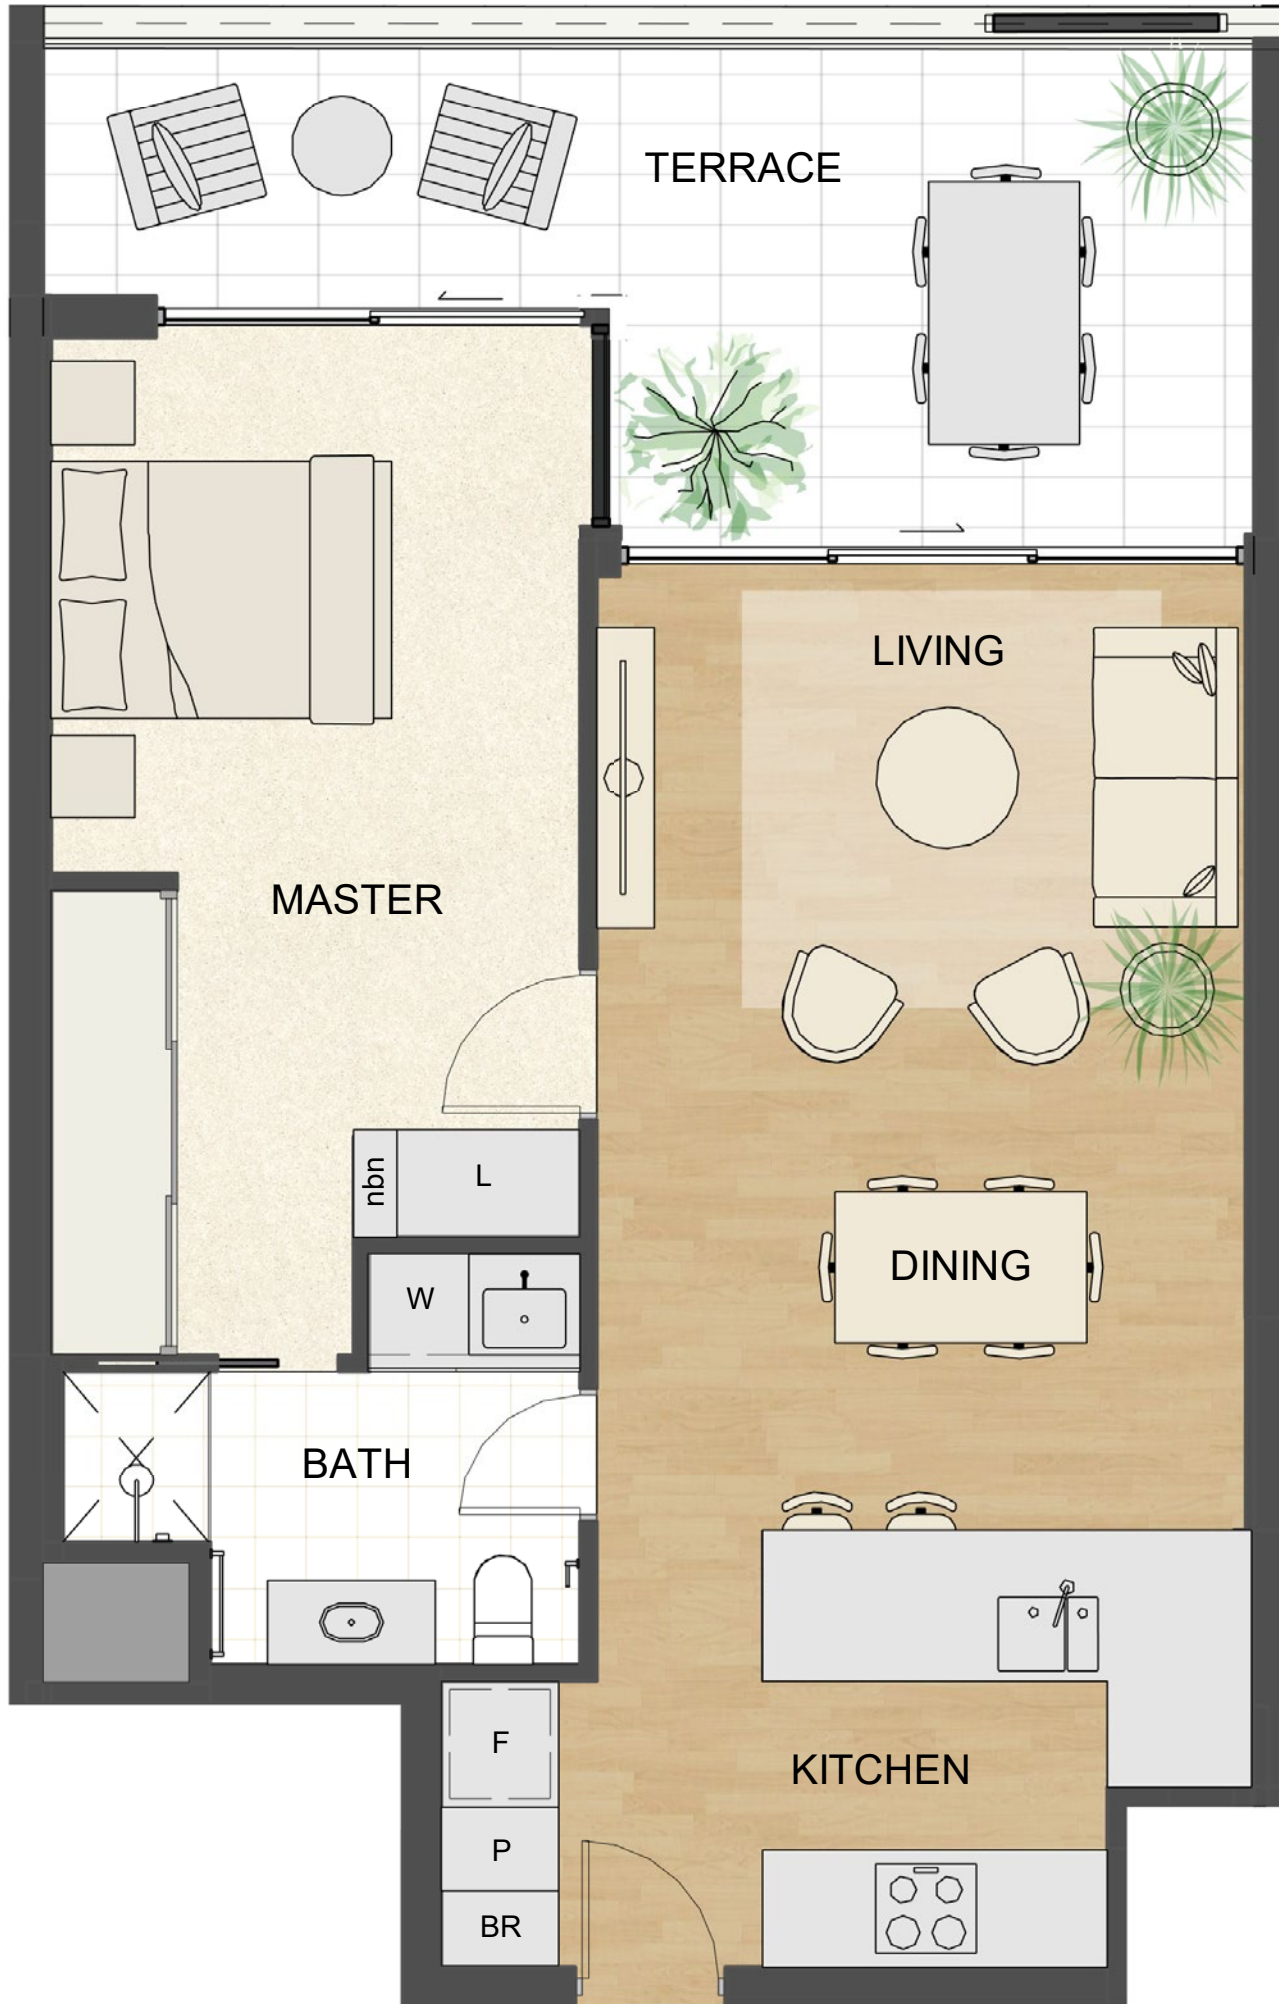 TERRACE
LIVING
MASTER
nbn
L
DINING
W
BATH
F
KITCHEN
P
BR